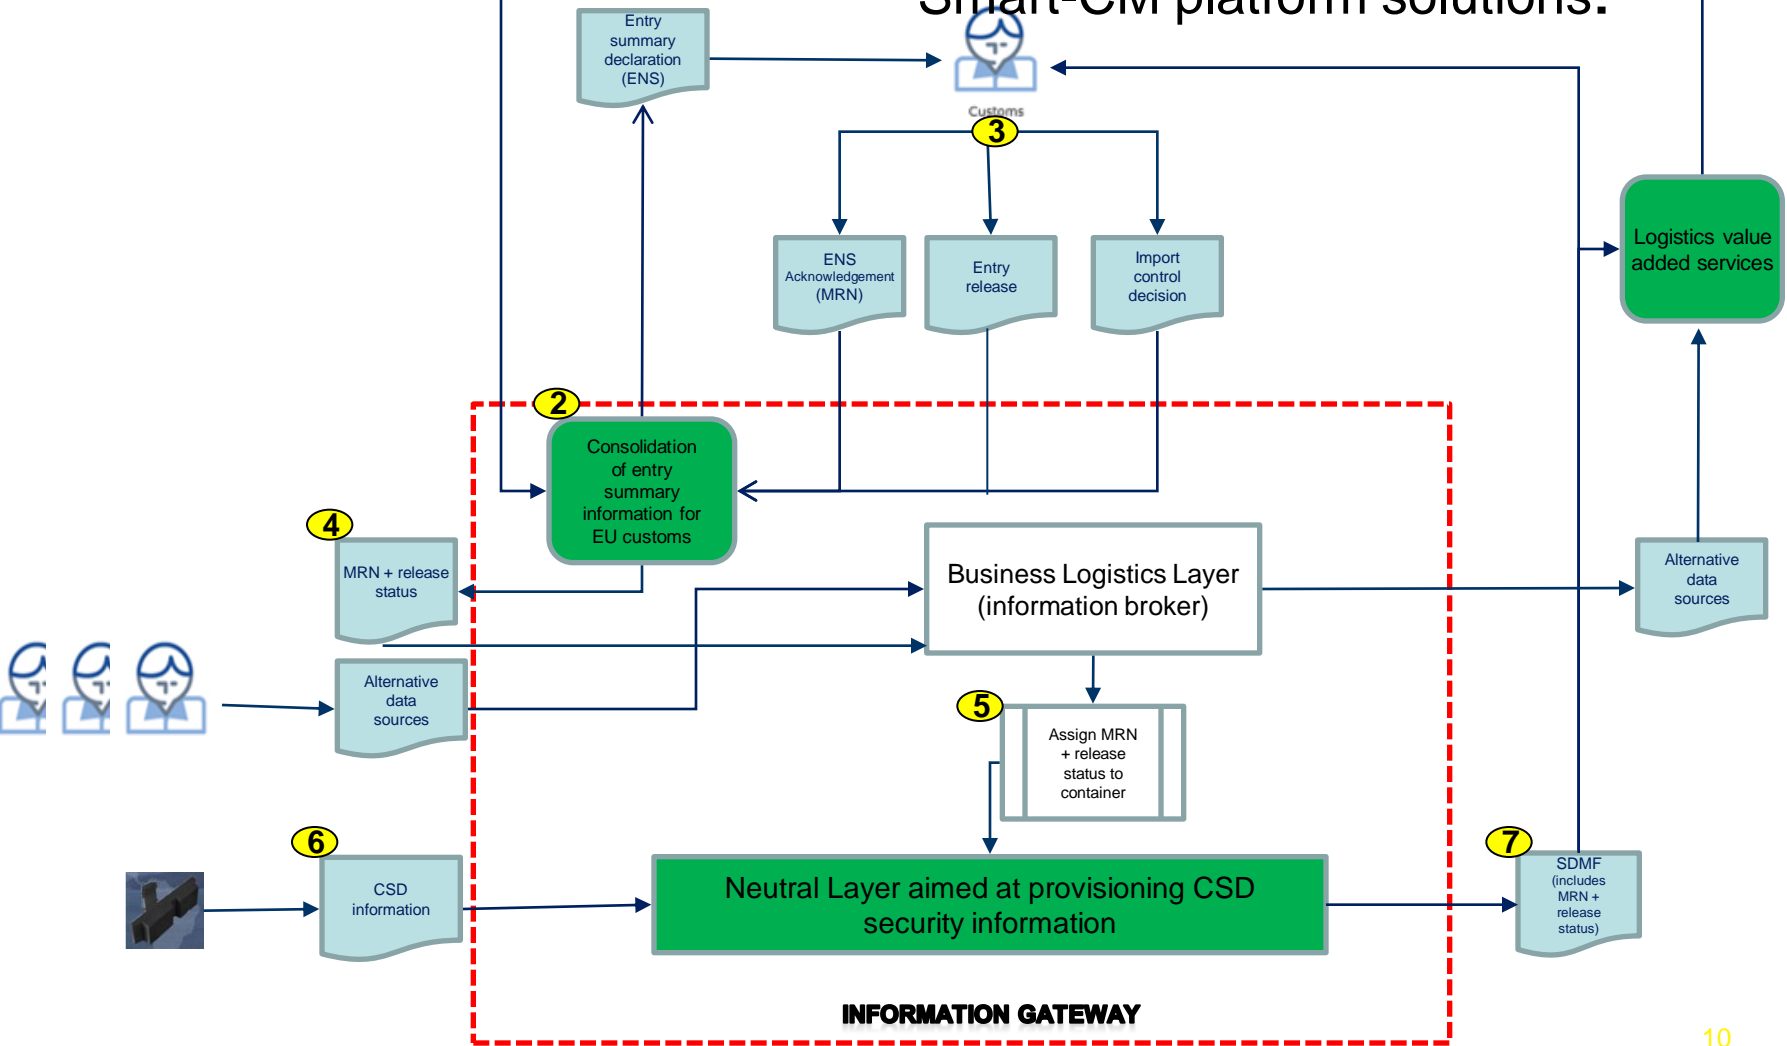 Smart-CM platform solutions.
Entry
summary
declaration
(ENS)
Customs
3
ENS
Acknowledgement
(MRN)
Entry
release
Import
control
decision
Logistics value
added services
2
Consolidation
of entry
summary
information for
EU customs
4
MRN + release
status
Business Logistics Layer
(information broker)
Alternative
data
sources
Alternative
data
sources
5
Assign MRN
+ release
status to
container
6
CSD
information
Neutral Layer aimed at provisioning CSD
security information
7
SDMF
(includes
MRN +
release
status)
INFORMATION GATEWAY
10